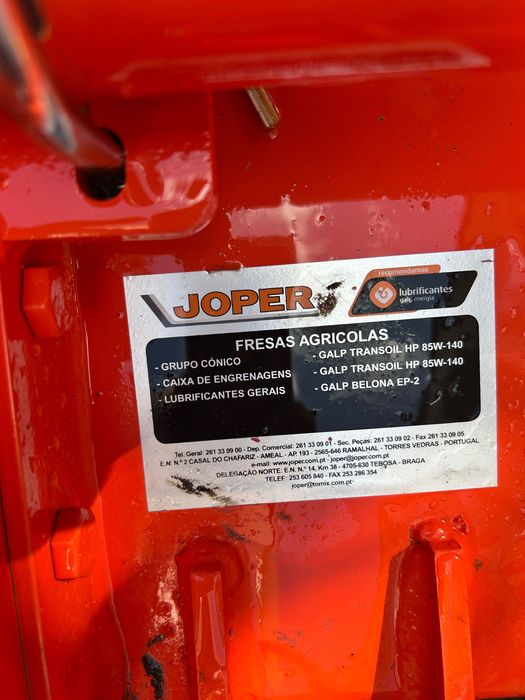 recomendamos
JOPER
lubrificantes
galp energia
FRESAS AGRICOLAS
- GRUPO CÓNICO - GALP TRANSOIL HP 85W-140
- CAIXA DE ENGRENAGENS - GALP TRANSOIL HP 85W-140
- LUBRIFICANTES GERAIS - GALP BELONA EP-2
Tel. Geral: 261 33 09 00 - Dep. Comercial: 261 33 09 01 - Sec. Peças: 261 33 09 02 - Fax 261 33 09 05
E.N. N.º 2 CASAL DO CHAFARIZ - AMEAL - AP. 193 - 2565-646 RAMALHAL - TORRES VEDRAS - PORTUGAL
e-mail: www.joper.com.pt - joper@joper.com.pt
DELEGAÇÃO NORTE: E.N. N.º 14, Km 38 - 4705-630 TEBOSA - BRAGA
TELEF: 253 605 840 - FAX 253 286 354
joper@tomix.com.pt